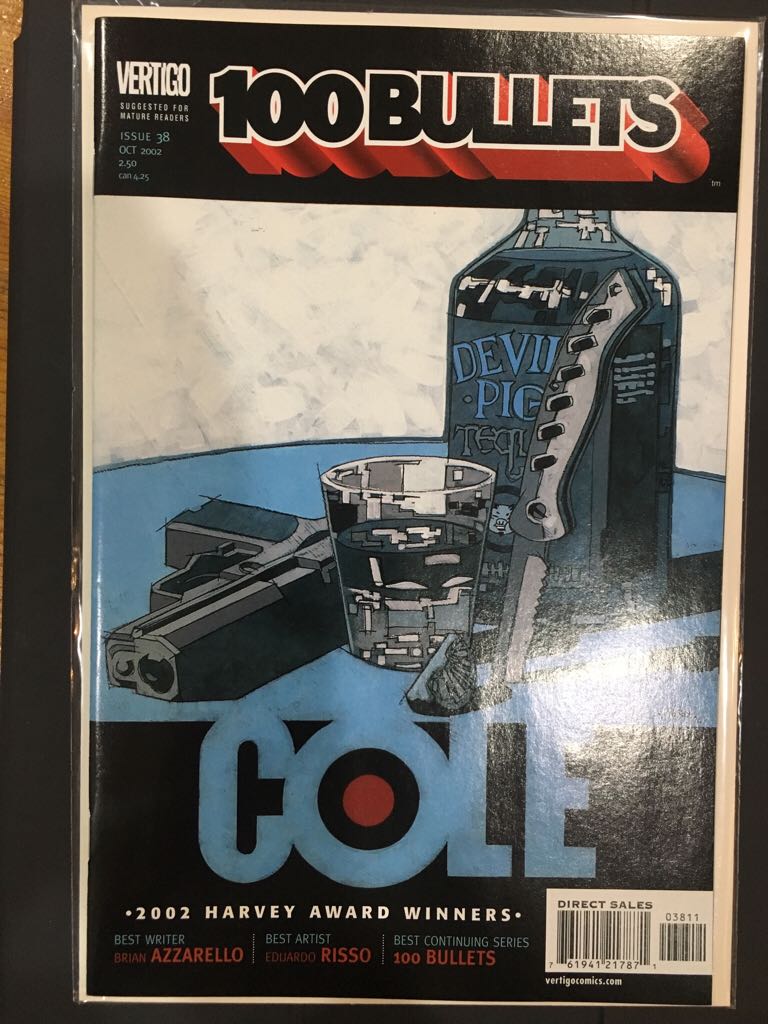 VERTIGO
SUGGESTED FOR
MATURE READERS
ISSUE 38
OCT 2002
2.50
can 4.25
100 BULLETS
tm
DEVIL
·PIG
TEQU
COLE
•2002 HARVEY AWARD WINNERS•
BEST WRITER
BRIAN AZZARELLO
BEST ARTIST
EDUARDO RISSO
BEST CONTINUING SERIES
100 BULLETS
DIRECT SALES
03811
7 61941 21787 1
vertigocomics.com